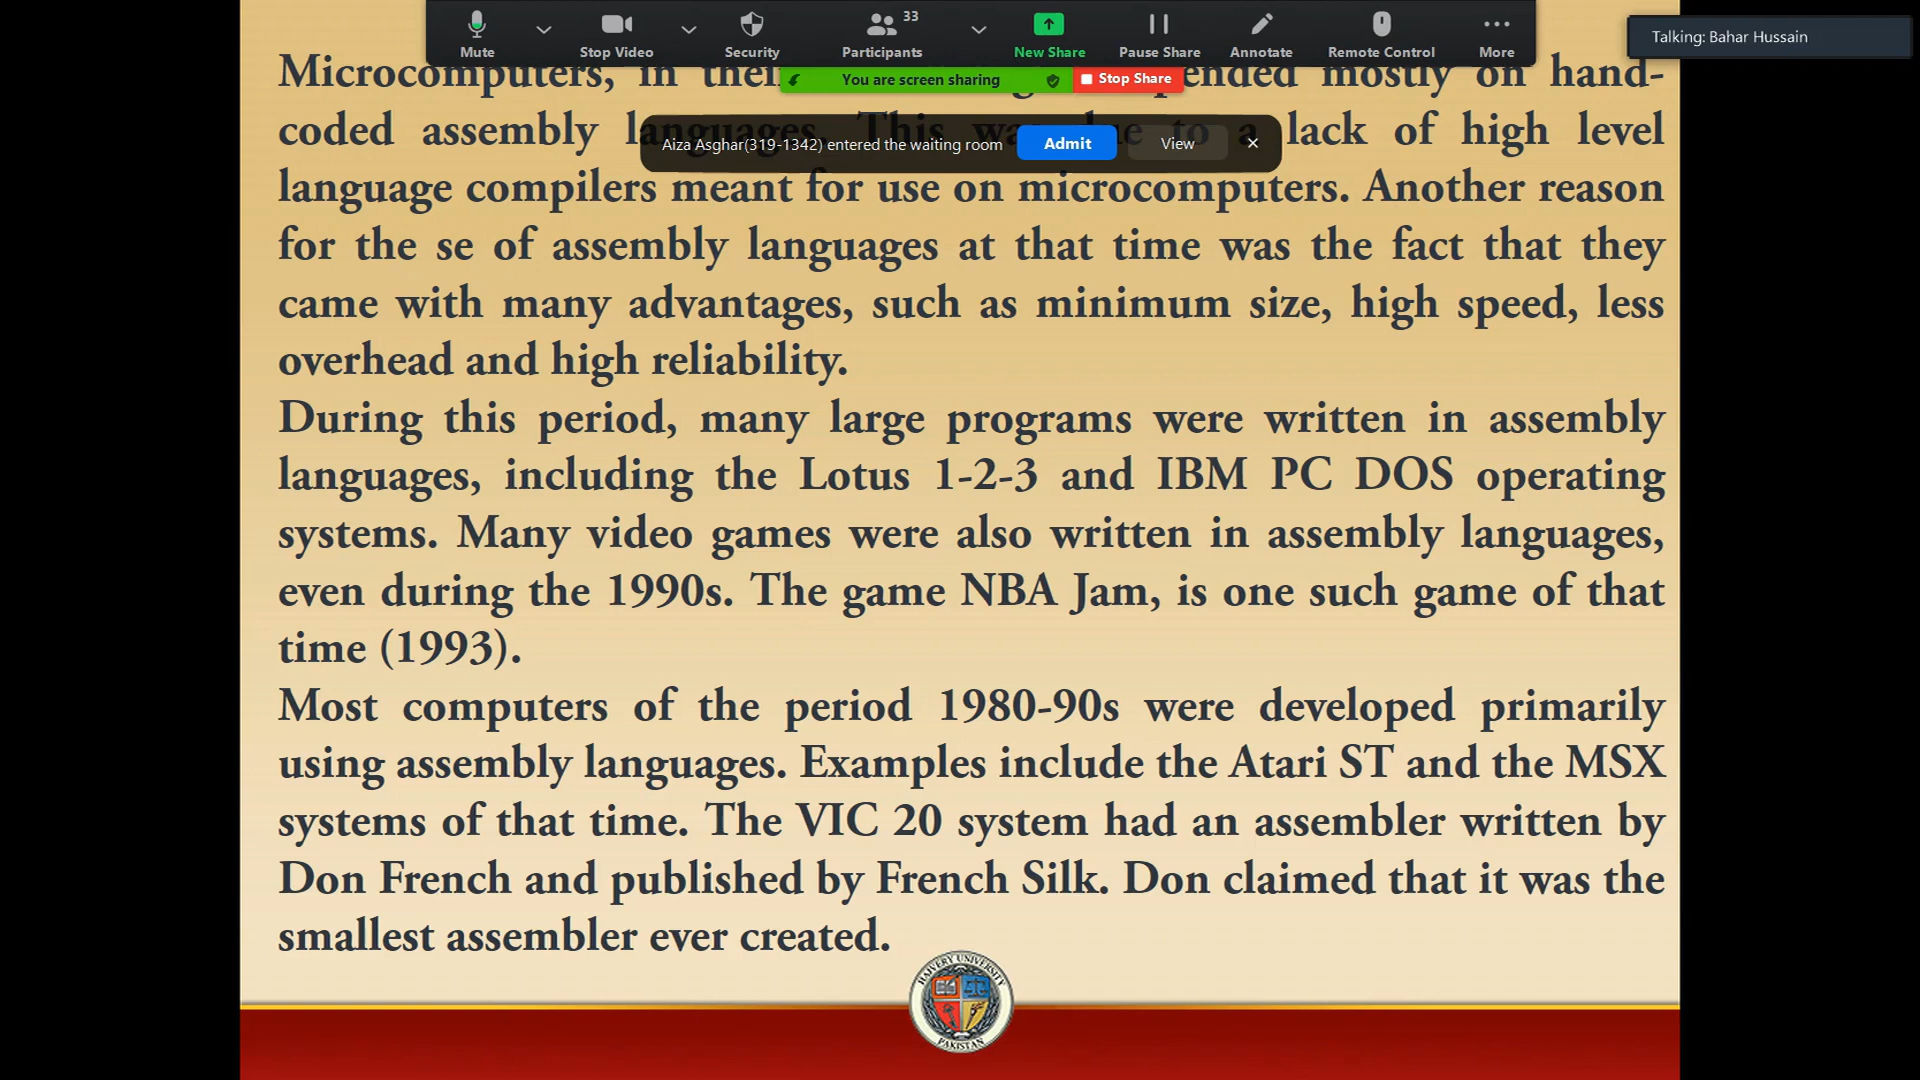 33
Mute
Stop Video
Security
Participants
New Share
Pause Share
Annotate
Remote Control
More
Talking: Bahar Hussain
You are screen sharing
Stop Share
Microcomputers, in ended mostly on hand-
coded assembly languages. This to a lack of high level
Aiza Asghar(319-1342) entered the waiting room
Admit
View
language compilers meant for use on microcomputers. Another reason
for the se of assembly languages at that time was the fact that they
came with many advantages, such as minimum size, high speed, less
overhead and high reliability.
During this period, many large programs were written in assembly
languages, including the Lotus 1-2-3 and IBM PC DOS operating
systems. Many video games were also written in assembly languages,
even during the 1990s. The game NBA Jam, is one such game of that
time (1993).
Most computers of the period 1980-90s were developed primarily
using assembly languages. Examples include the Atari ST and the MSX
systems of that time. The VIC 20 system had an assembler written by
Don French and published by French Silk. Don claimed that it was the
smallest assembler ever created.
UNIVERSITY
PAKISTAN